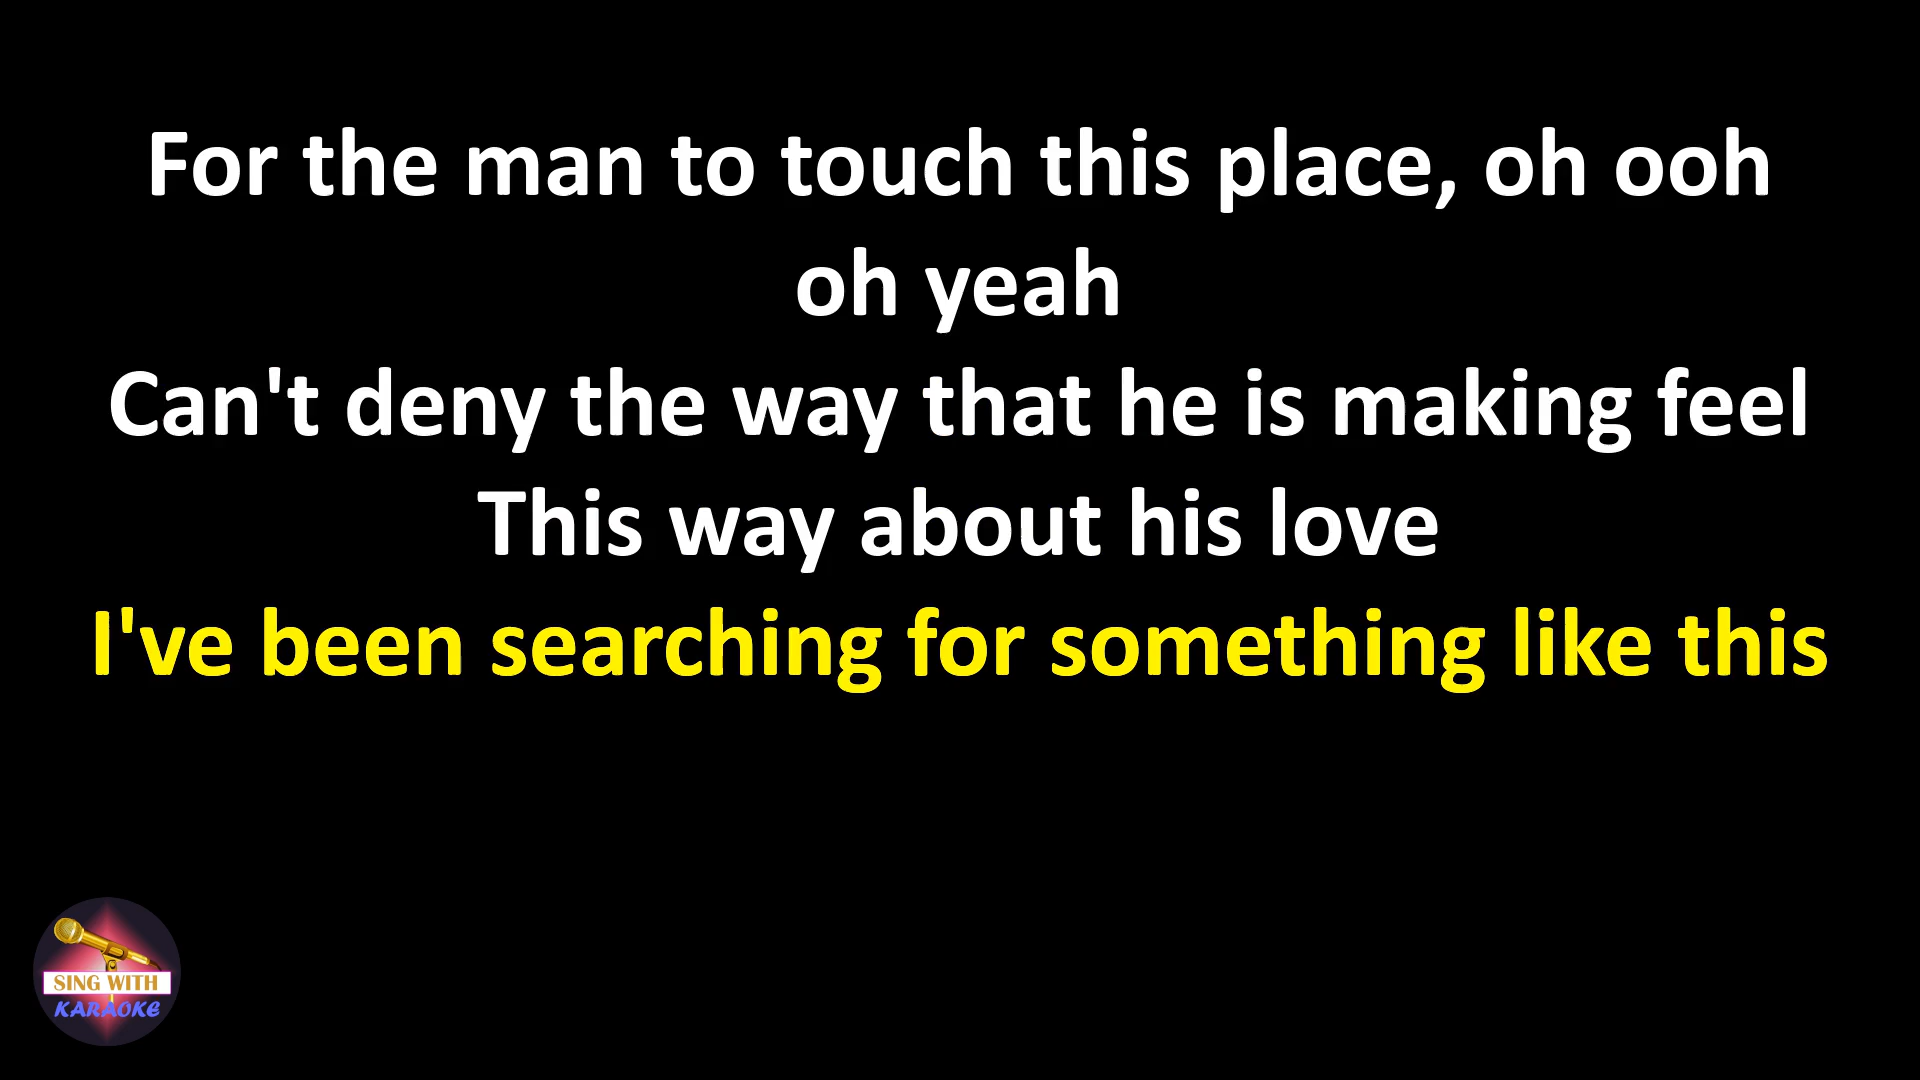 For the man to touch this place, oh ooh
oh yeah
Can't deny the way that he is making feel
This way about his love
I've been searching for something like this
SING WITH
KARAOKE